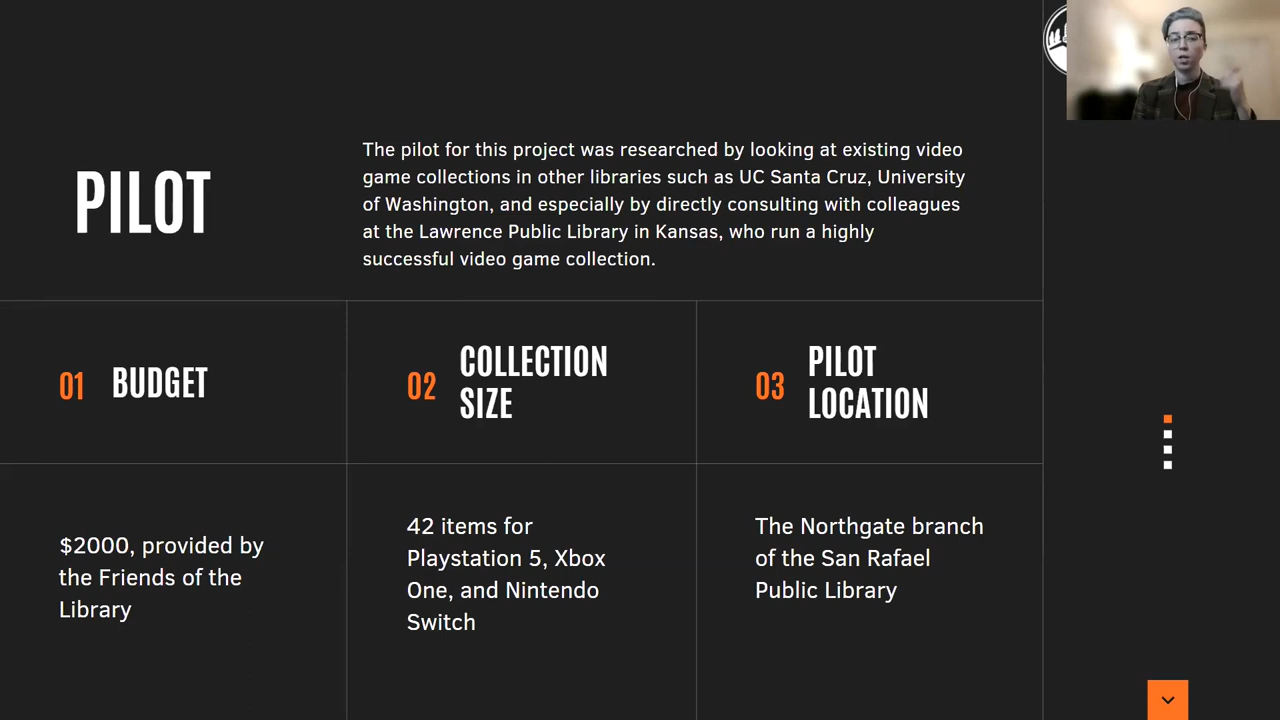 PILOT
The pilot for this project was researched by looking at existing video
game collections in other libraries such as UC Santa Cruz, University
of Washington, and especially by directly consulting with colleagues
at the Lawrence Public Library in Kansas, who run a highly
successful video game collection.
01 BUDGET
02 COLLECTION
SIZE
03 PILOT
LOCATION
$2000, provided by
the Friends of the
Library
42 items for
Playstation 5, Xbox
One, and Nintendo
Switch
The Northgate branch
of the San Rafael
Public Library